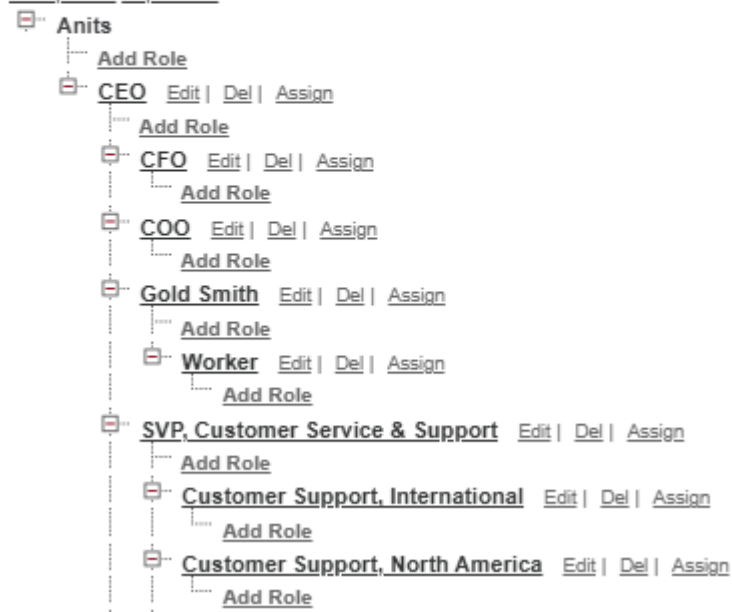 Anits
Add Role
CEO Edit | Del | Assign
Add Role
CFO Edit | Del | Assign
Add Role
COO Edit | Del | Assign
Add Role
Gold Smith Edit | Del | Assign
Add Role
Worker Edit | Del | Assign
Add Role
SVP, Customer Service & Support Edit | Del | Assign
Add Role
Customer Support, International Edit | Del | Assign
Add Role
Customer Support, North America Edit | Del | Assign
Add Role